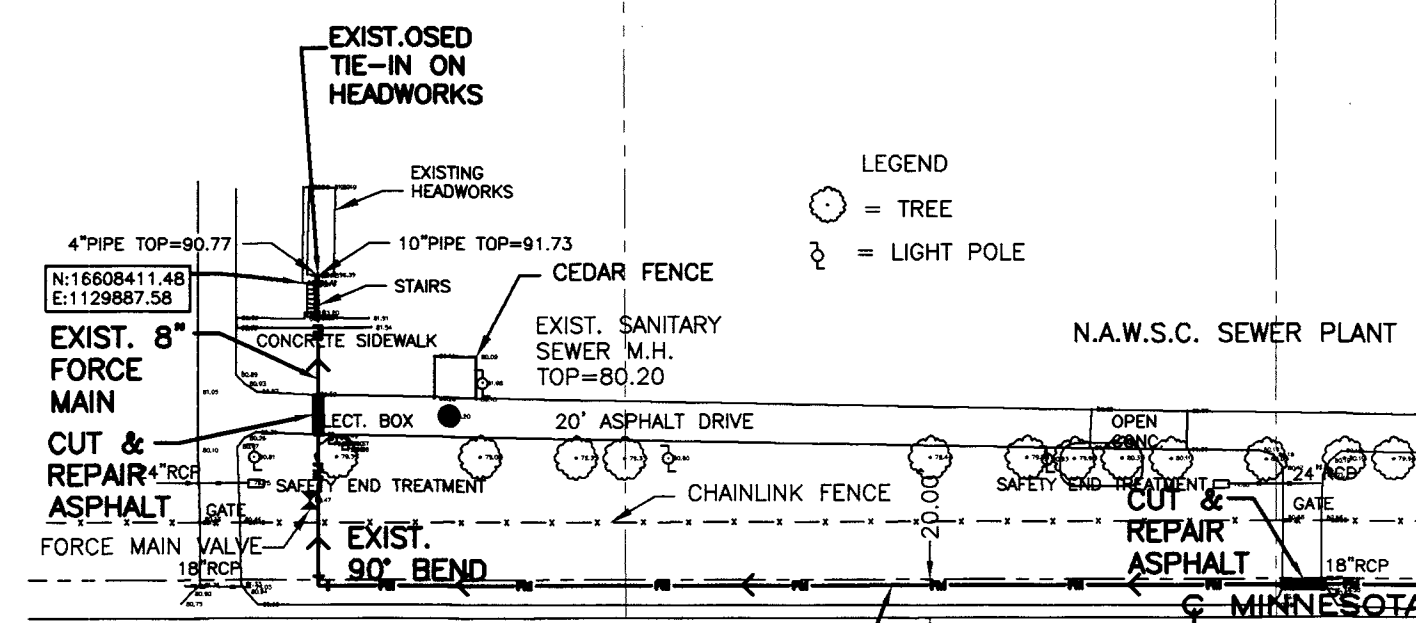 EXIST.OSED
TIE-IN ON
HEADWORKS
EXISTING
HEADWORKS
LEGEND
= TREE
= LIGHT POLE
4"PIPE TOP=90.77
10"PIPE TOP=91.73
N:16608411.48
E:1129887.58
STAIRS
CEDAR FENCE
EXIST. 8"
FORCE
MAIN
CONCRETE SIDEWALK
EXIST. SANITARY
SEWER M.H.
TOP=80.20
N.A.W.S.C. SEWER PLANT
LECT. BOX
20' ASPHALT DRIVE
OPEN
CONC
CUT &
REPAIR
ASPHALT
4"RCP
SAFETY END TREATMENT
GATE
CHAINLINK FENCE
20.00'
SAFETY END TREATMENT
24"RCP
GATE
CUT &
REPAIR
ASPHALT
FORCE MAIN VALVE
EXIST.
90° BEND
18"RCP
18"RCP
MINNESOTA